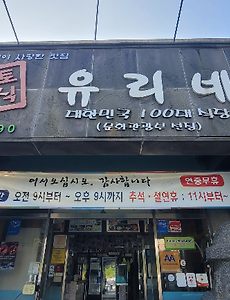 유리네
대한민국 100대 식당
(문화관광부 선정)
어서오십시요, 감사합니다
연중무휴
오전 9시부터 ~ 오후 9시까지 추석·설연휴 : 11시부터~